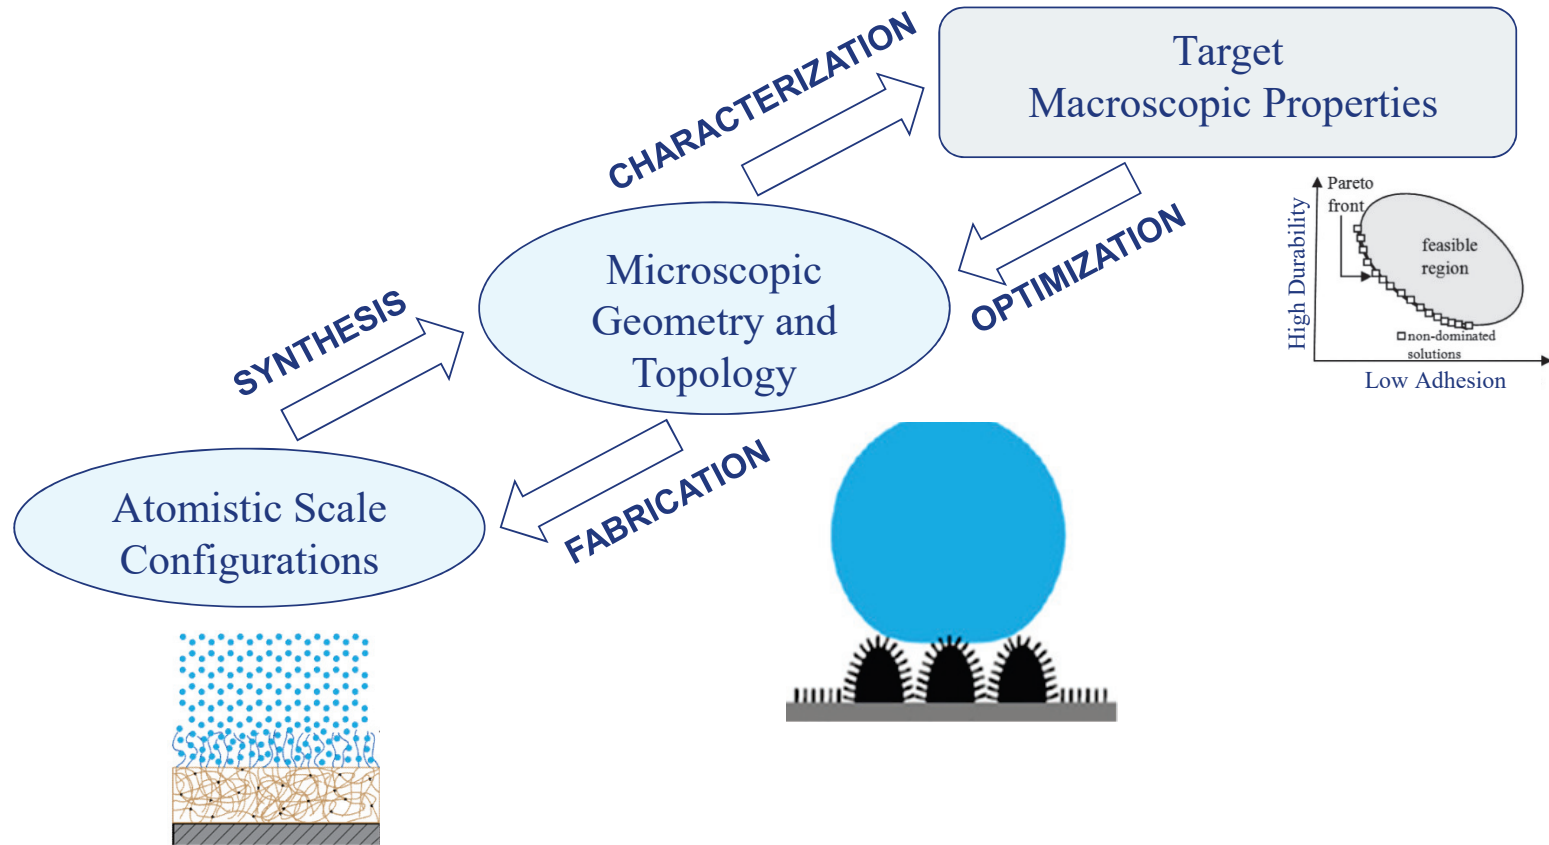 Target
Macroscopic Properties
CHARACTERIZATION
OPTIMIZATION
Pareto
front
feasible
region
non-dominated
solutions
High Durability
Low Adhesion
Microscopic
Geometry and
Topology
SYNTHESIS
FABRICATION
Atomistic Scale
Configurations